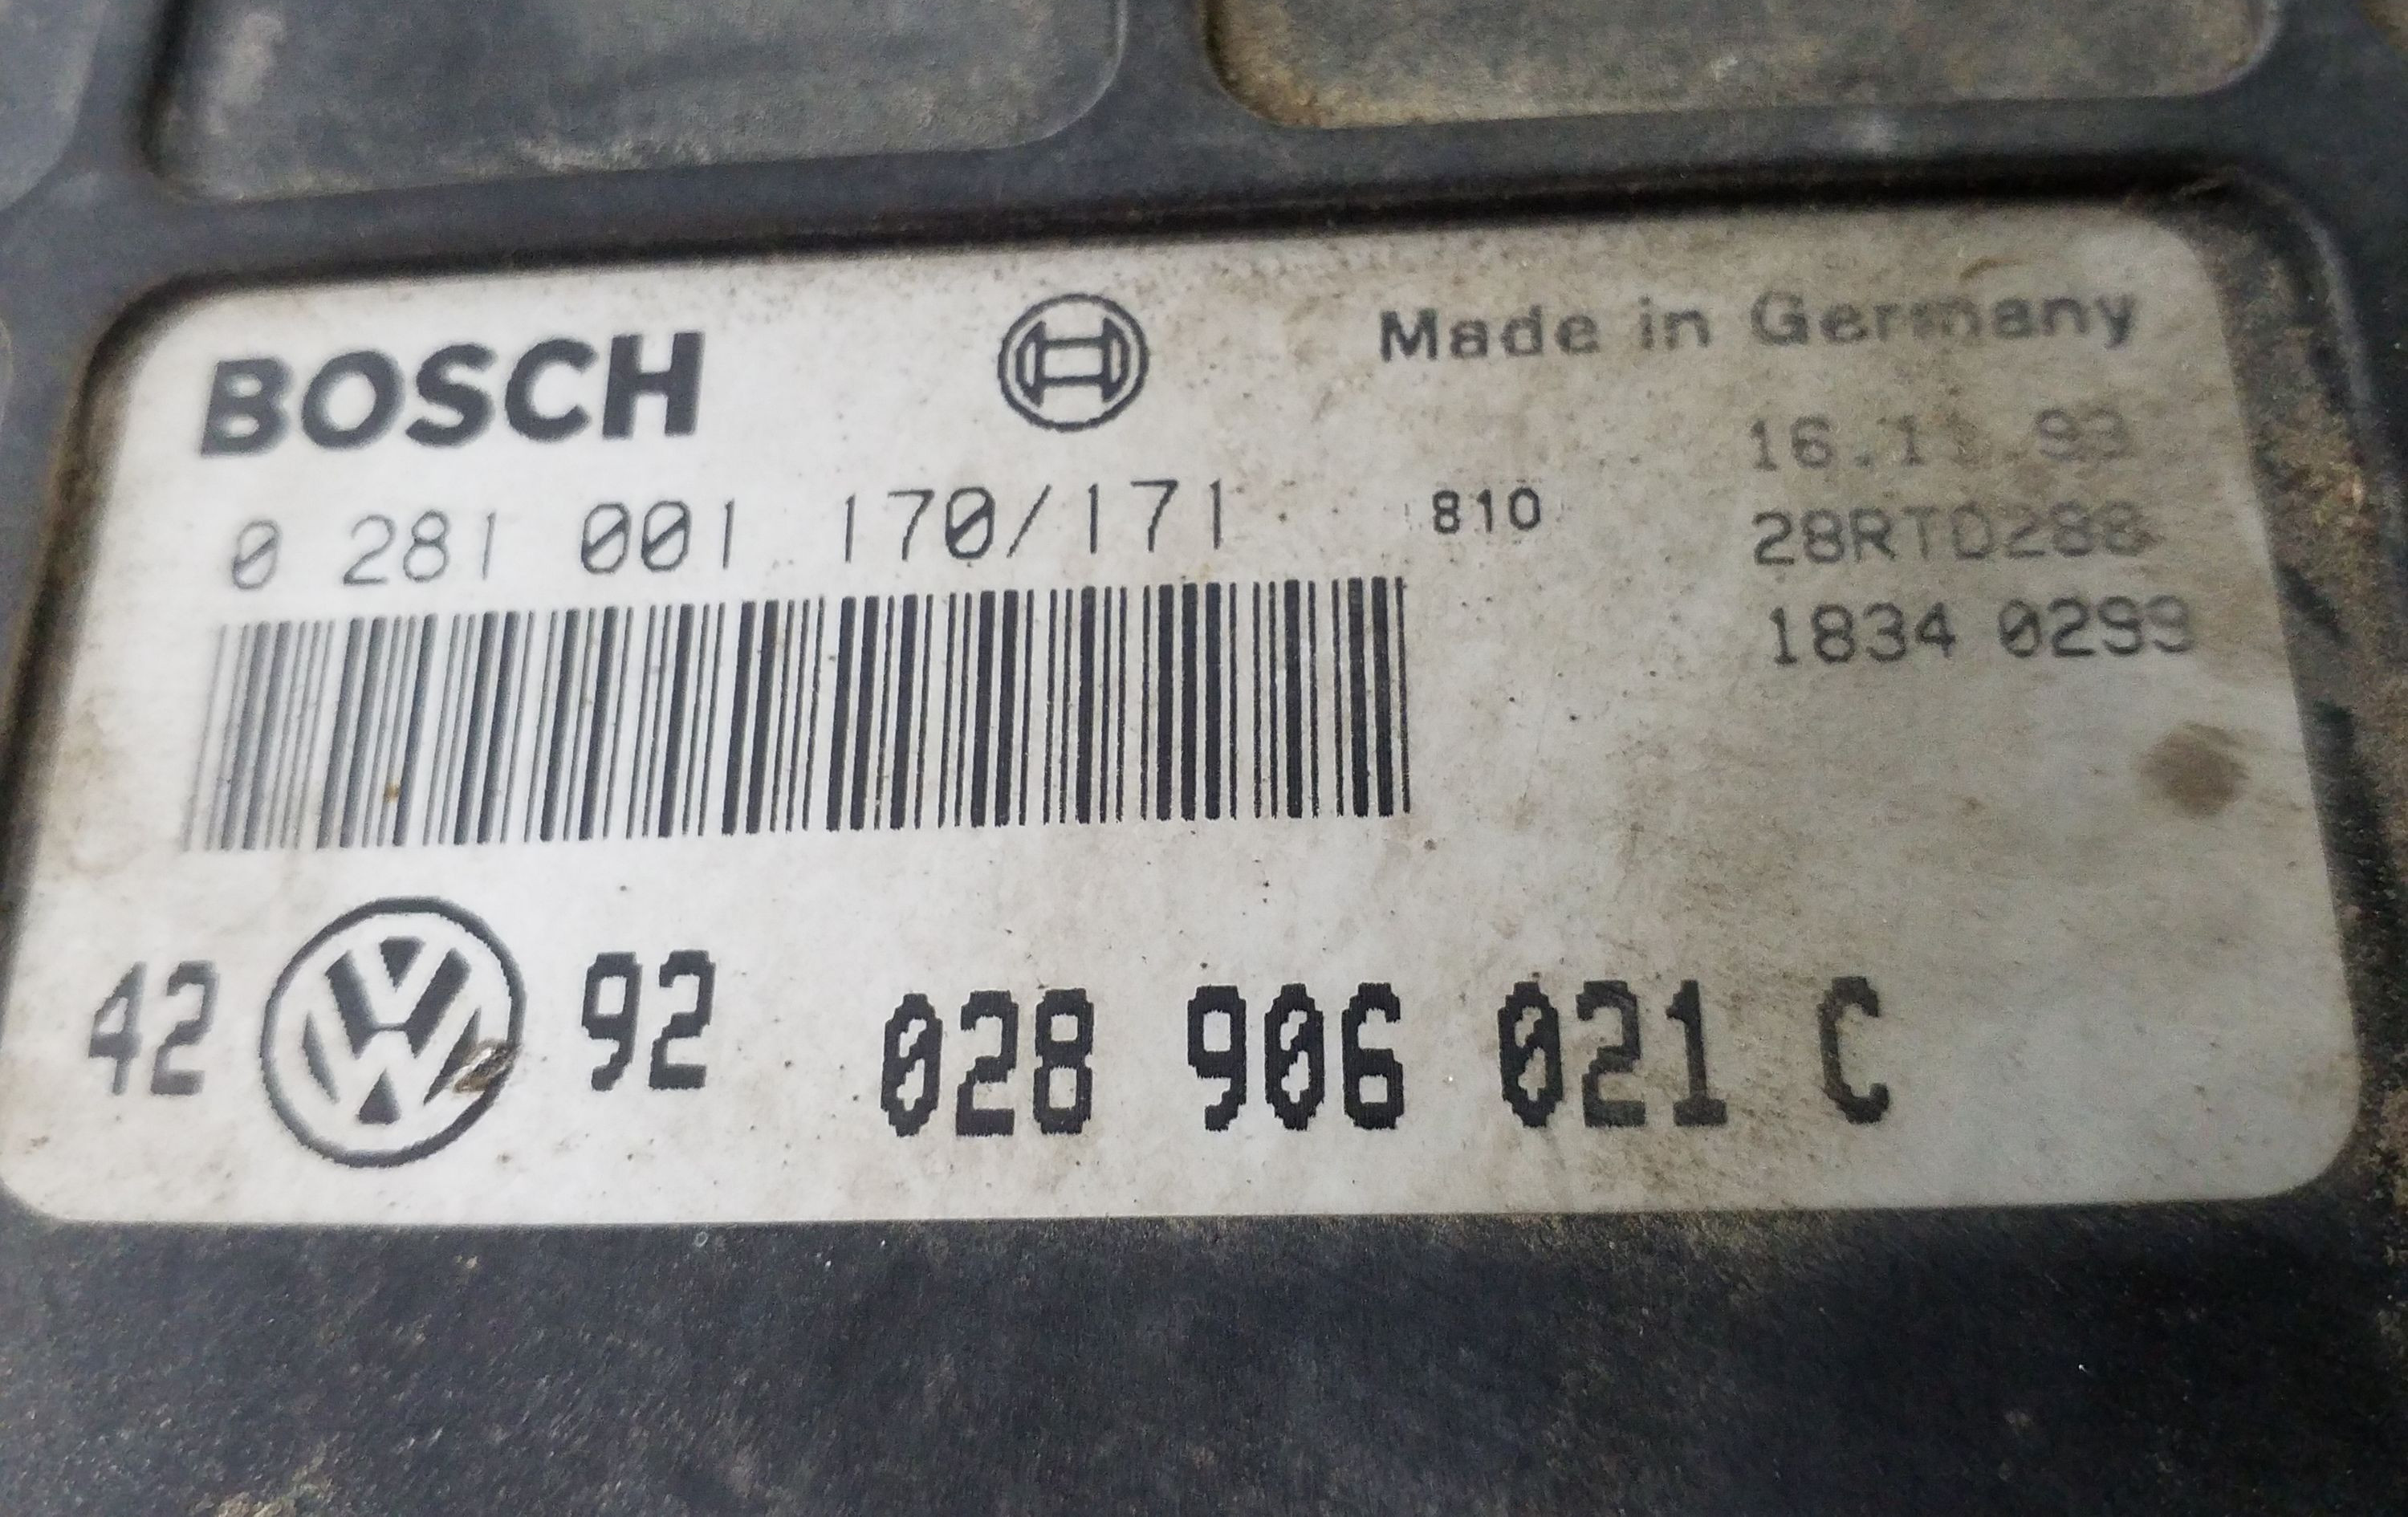 BOSCH
Made in Germany
0 281 001 170/171
810
28RTD288
1834 0299
42 92 028 906 021 C